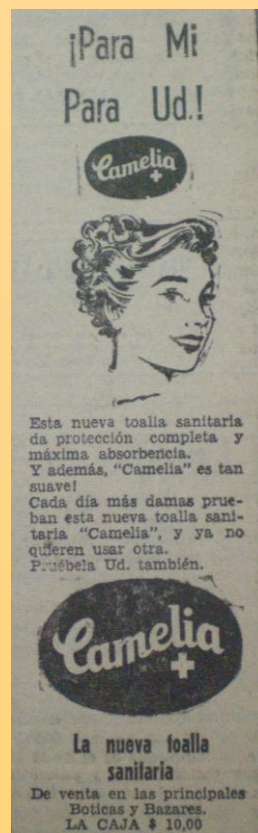 ¡Para Mi
Para Ud.!
Camelia
Esta nueva toalla sanitaria
da protección completa y
máxima absorbencia.
Y además, "Camelia" es tan
suave!
Cada día más damas prue-
ban esta nueva toalla sani-
taria "Camelia", y ya no
quieren usar otra.
Pruébela Ud. también.
Camelia
La nueva toalla
sanitaria
De venta en las principales
Boticas y Bazares.
LA CAJA $ 10,00